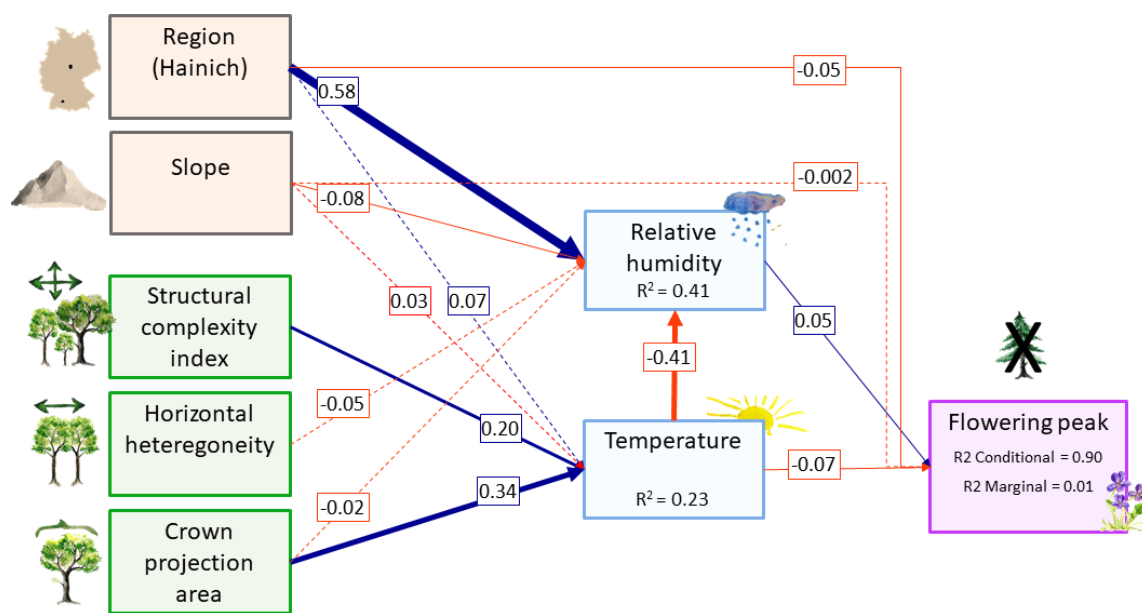 Region
(Hainich)
-0.05
0.58
Slope
-0.002
-0.08
Relative
humidity
R² = 0.41
Structural
complexity
index
0.03
0.07
0.05
-0.41
Horizontal
heteregoneity
-0.05
0.20
Temperature
R² = 0.23
-0.07
Flowering peak
R2 Conditional = 0.90
R2 Marginal = 0.01
0.34
-0.02
Crown
projection
area